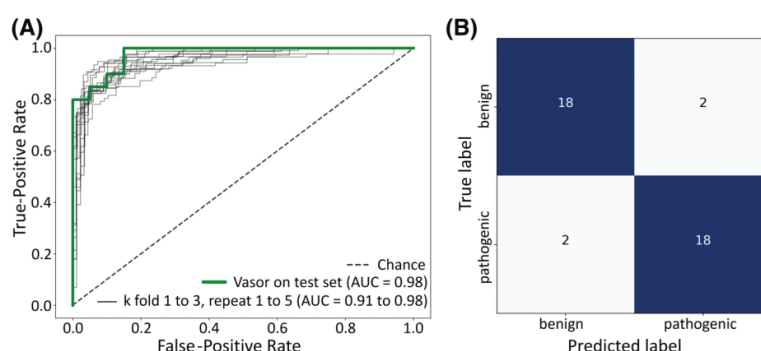 (A)
1.0
0.8
0.6
0.4
0.2
0.0
True-Positive Rate
Chance
Vasor on test set (AUC = 0.98)
k fold 1 to 3, repeat 1 to 5 (AUC = 0.91 to 0.98)
0.0 0.2 0.4 0.6 0.8 1.0
False-Positive Rate
(B)
True label
benign
pathogenic
18 2
2 18
benign pathogenic
Predicted label